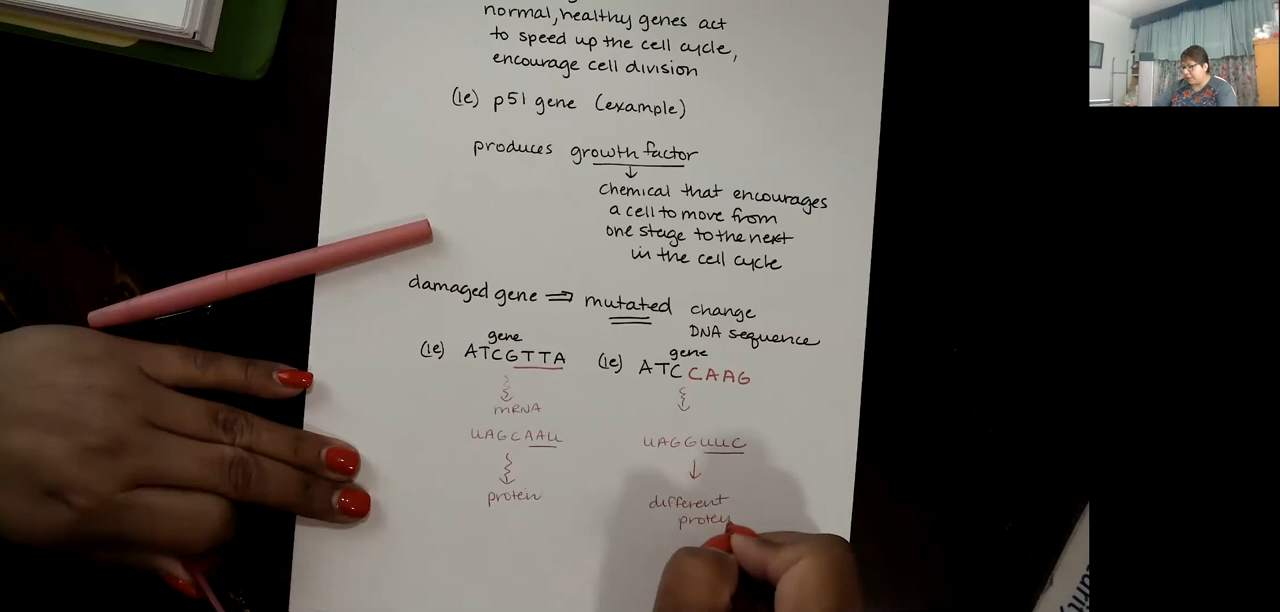 normal, healthy genes act
to speed up the cell cycle,
encourage cell division
(ie) p51 gene (example)
produces growth factor
↓
chemical that encourages
a cell to move from
one stage to the next
in the cell cycle
damaged gene ⇒ mutated change
DNA sequence
gene
(ie) ATCGTTA
mRNA
UAGCAAU
protein
gene
(ie) ATCCAAG
UAGGUUC
↓
different
protei